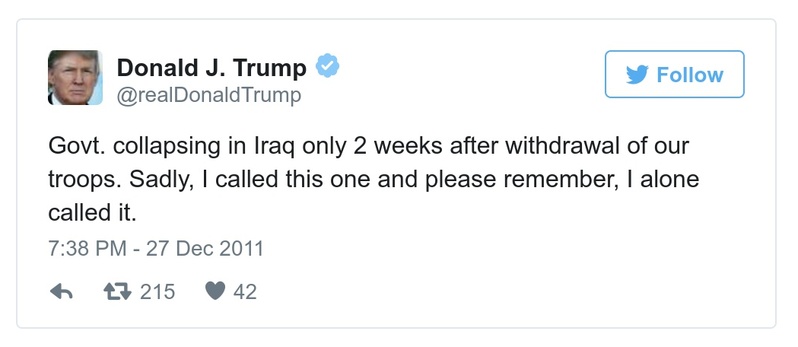 Donald J. Trump
@realDonaldTrump
Follow
Govt. collapsing in Iraq only 2 weeks after withdrawal of our
troops. Sadly, I called this one and please remember, I alone
called it.
7:38 PM - 27 Dec 2011
215 42